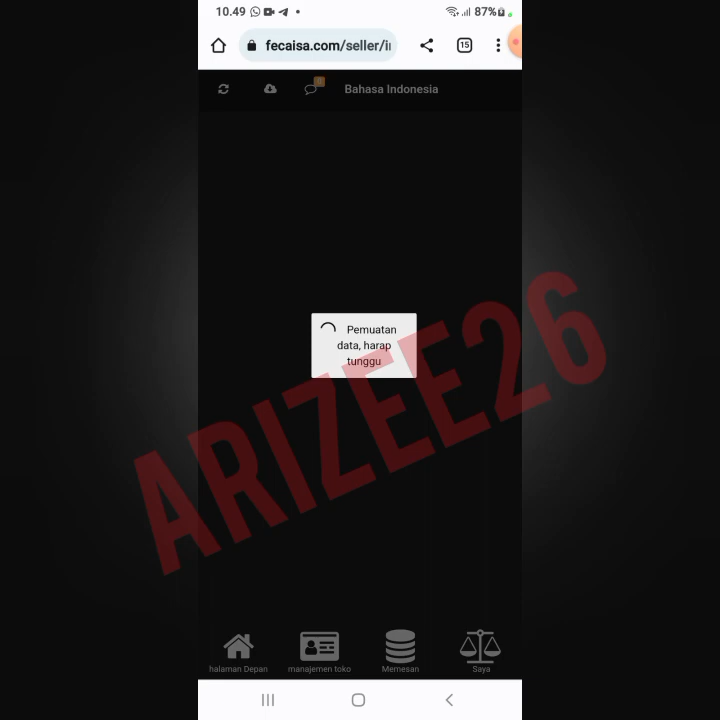 10.49
87%
fecaisa.com/seller/i
15
0
Bahasa Indonesia
Pemuatan
data, harap
tunggu
ARIZEE26
halaman Depan
manajemen toko
Memesan
Saya